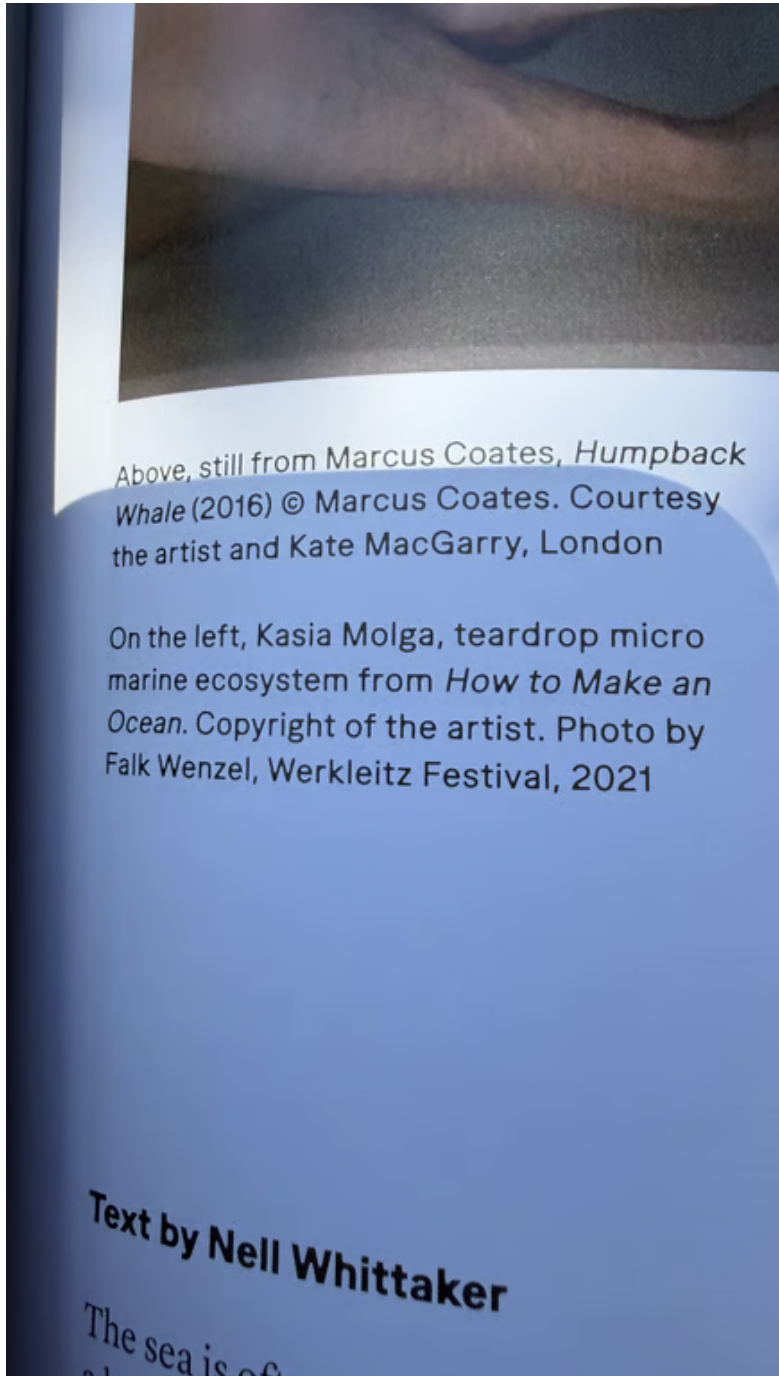 Above, still from Marcus Coates, Humpback
Whale (2016) © Marcus Coates. Courtesy
the artist and Kate MacGarry, London
On the left, Kasia Molga, teardrop micro
marine ecosystem from How to Make an
Ocean. Copyright of the artist. Photo by
Falk Wenzel, Werkleitz Festival, 2021
Text by Nell Whittaker
The sea is